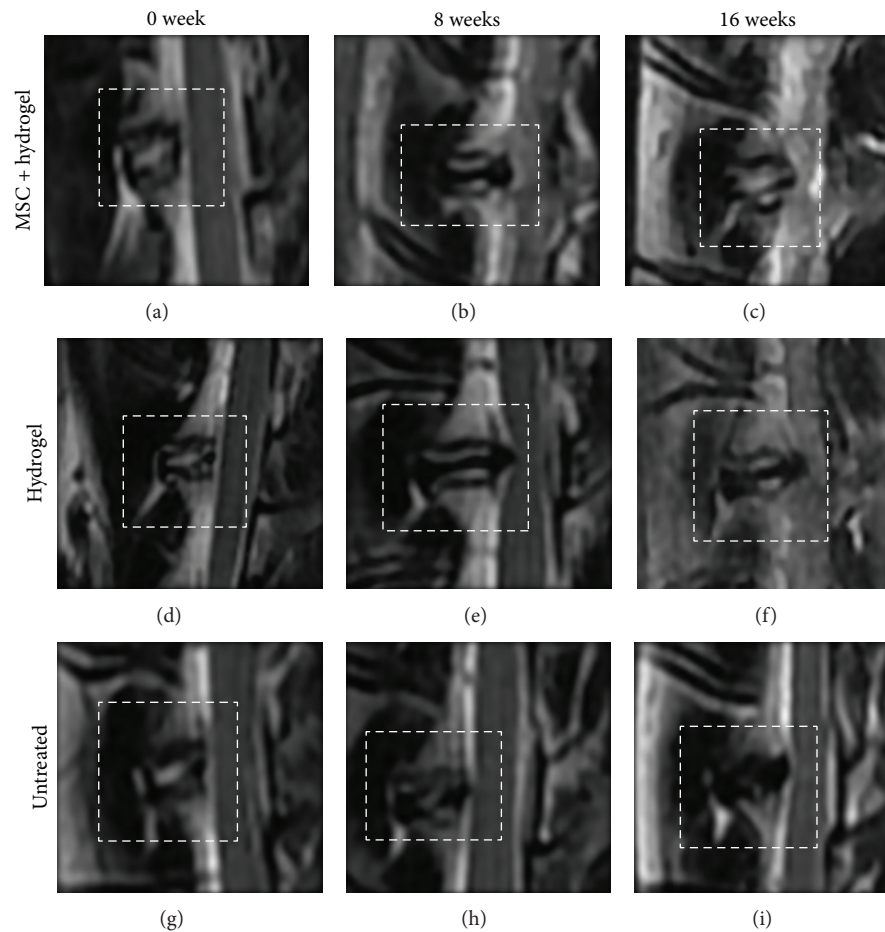 0 week
8 weeks
16 weeks
MSC + hydrogel
(a)
(b)
(c)
Hydrogel
(d)
(e)
(f)
Untreated
(g)
(h)
(i)